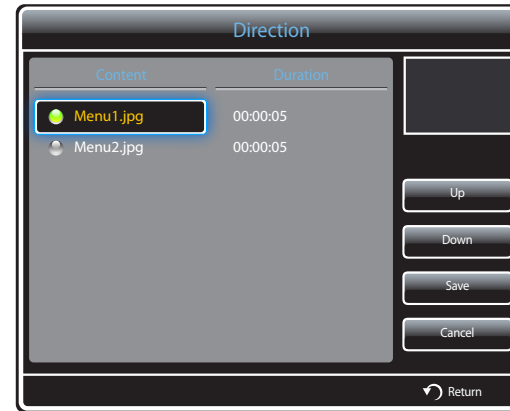 Direction
Content Duration
Menu1.jpg 00:00:05
Menu2.jpg 00:00:05
Up
Down
Save
Cancel
Return